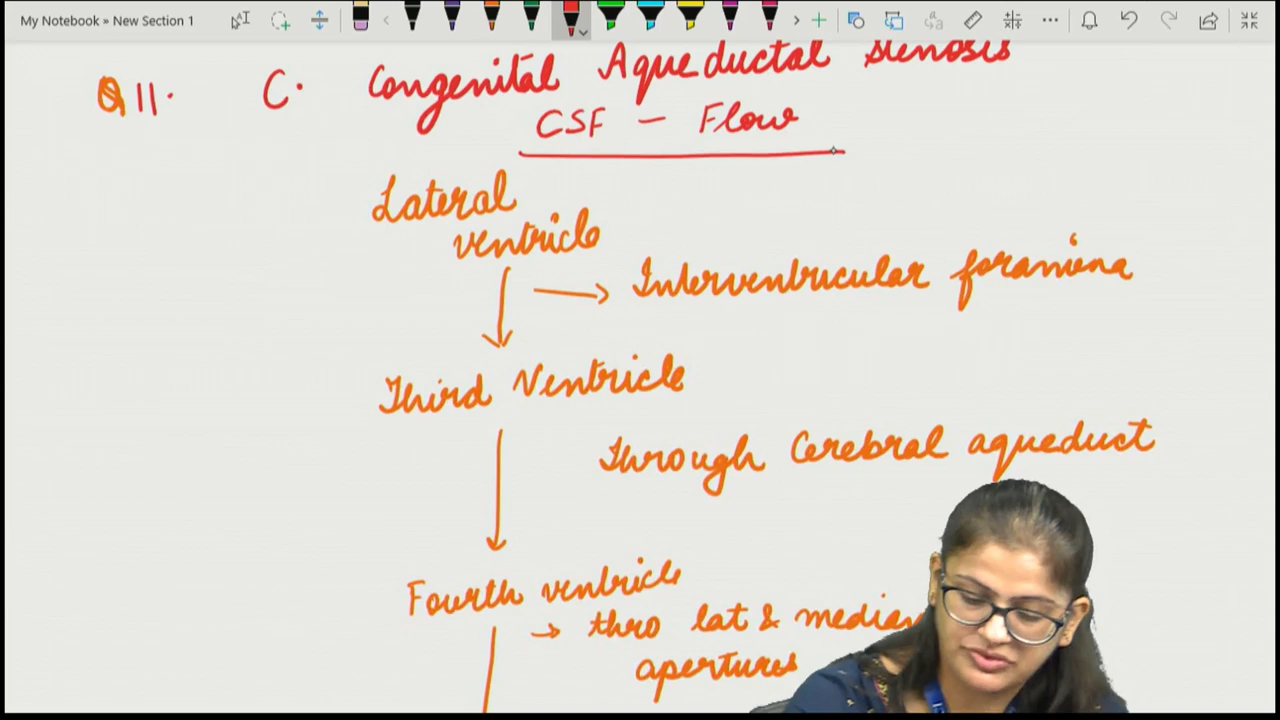 My Notebook » New Section 1
Q 11. C. Congenital Aqueductal stenosis
CSF - Flow
Lateral
ventricle
→ Interventricular foramina
Third Ventricle
Through Cerebral aqueduct
Fourth ventricle
→ thro lat & median
apertures